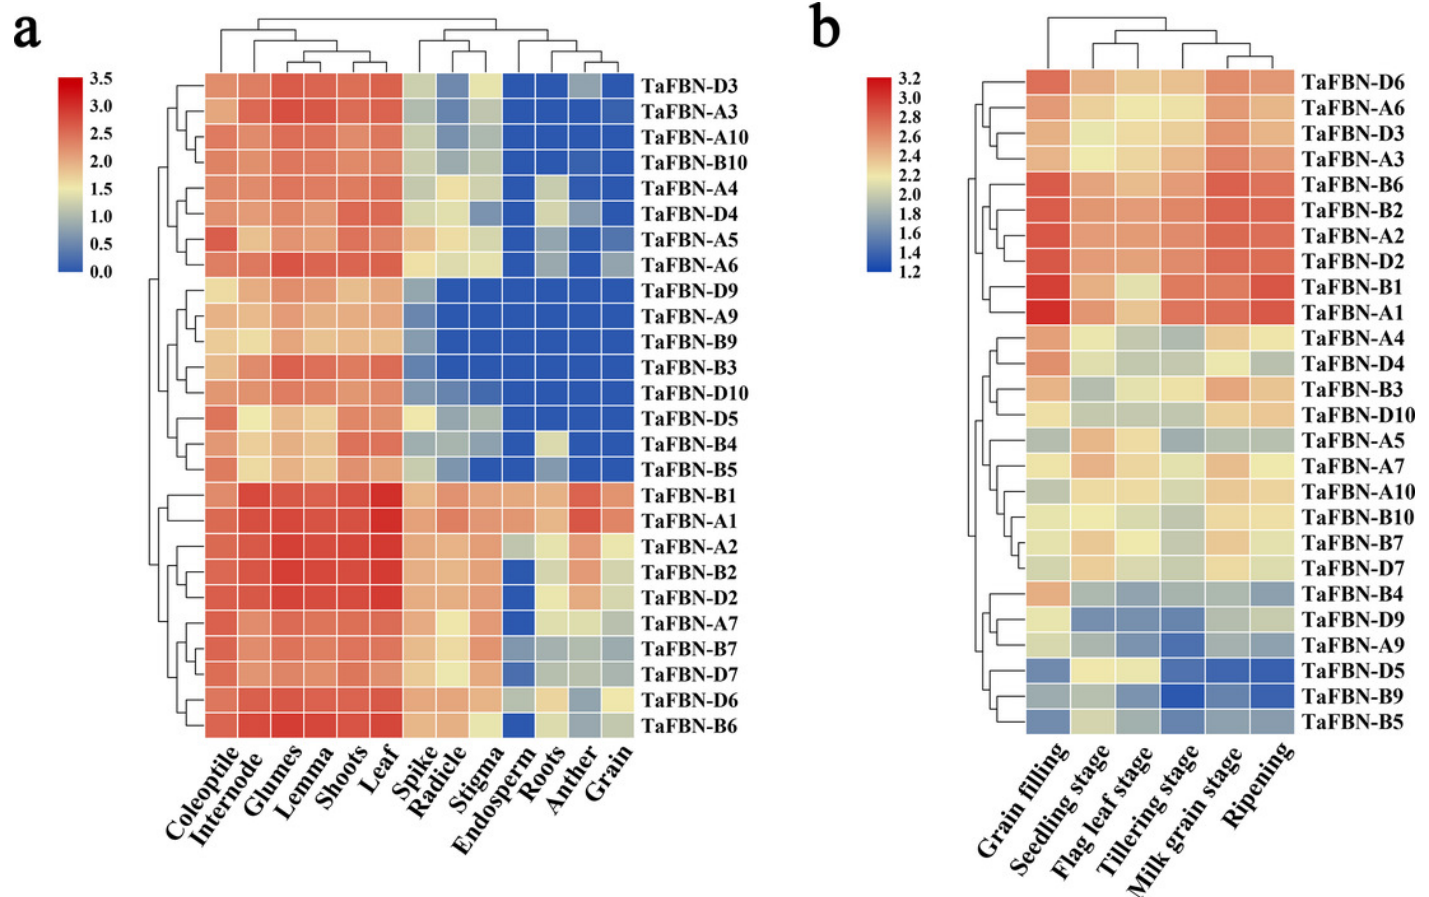 a
3.5
3.0
2.5
2.0
1.5
1.0
0.5
0.0
TaFBN-D3
TaFBN-A3
TaFBN-A10
TaFBN-B10
TaFBN-A4
TaFBN-D4
TaFBN-A5
TaFBN-A6
TaFBN-D9
TaFBN-A9
TaFBN-B9
TaFBN-B3
TaFBN-D10
TaFBN-D5
TaFBN-B4
TaFBN-B5
TaFBN-B1
TaFBN-A1
TaFBN-A2
TaFBN-B2
TaFBN-D2
TaFBN-A7
TaFBN-B7
TaFBN-D7
TaFBN-D6
TaFBN-B6
Coleoptile
Internode
Glumes
Lemma
Shoots
Leaf
Spike
Radicle
Stigma
Endosperm
Roots
Anther
Grain
b
3.2
3.0
2.8
2.6
2.4
2.2
2.0
1.8
1.6
1.4
1.2
TaFBN-D6
TaFBN-A6
TaFBN-D3
TaFBN-A3
TaFBN-B6
TaFBN-B2
TaFBN-A2
TaFBN-D2
TaFBN-B1
TaFBN-A1
TaFBN-A4
TaFBN-D4
TaFBN-B3
TaFBN-D10
TaFBN-A5
TaFBN-A7
TaFBN-A10
TaFBN-B10
TaFBN-B7
TaFBN-D7
TaFBN-B4
TaFBN-D9
TaFBN-A9
TaFBN-D5
TaFBN-B9
TaFBN-B5
Grain filling
Seedling stage
Flag leaf stage
Tillering stage
Milk grain stage
Ripening